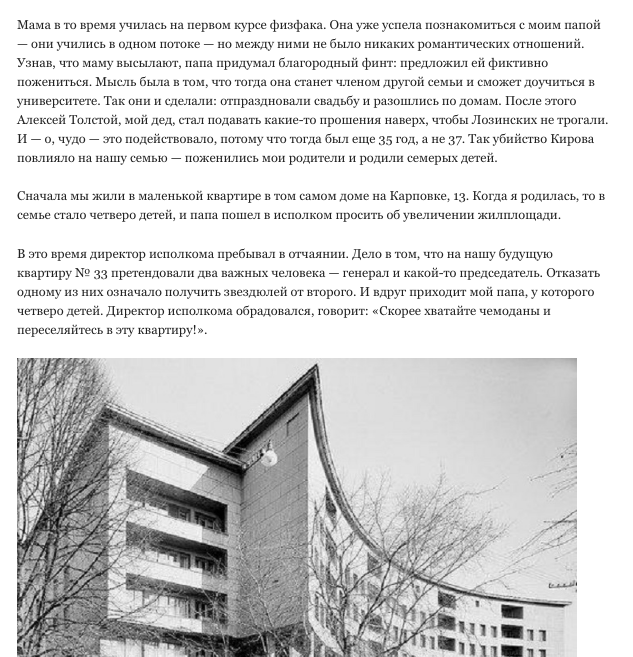 Мама в то время училась на первом курсе физфака. Она уже успела познакомиться с моим папой
— они учились в одном потоке — но между ними не было никаких романтических отношений.
Узнав, что маму высылают, папа придумал благородный финт: предложил ей фиктивно
пожениться. Мысль была в том, что тогда она станет членом другой семьи и сможет доучиться в
университете. Так они и сделали: отпраздновали свадьбу и разошлись по домам. После этого
Алексей Толстой, мой дед, стал подавать какие-то прошения наверх, чтобы Лозинских не трогали.
И — о, чудо — это подействовало, потому что тогда был еще 35 год, а не 37. Так убийство Кирова
повлияло на нашу семью — поженились мои родители и родили семерых детей.
Сначала мы жили в маленькой квартире в том самом доме на Карповке, 13. Когда я родилась, то в
семье стало четверо детей, и папа пошел в исполком просить об увеличении жилплощади.
В это время директор исполкома пребывал в отчаянии. Дело в том, что на нашу будущую
квартиру № 33 претендовали два важных человека — генерал и какой-то председатель. Отказать
одному из них означало получить звездюлей от второго. И вдруг приходит мой папа, у которого
четверо детей. Директор исполкома обрадовался, говорит: «Скорее хватайте чемоданы и
переселяйтесь в эту квартиру!».